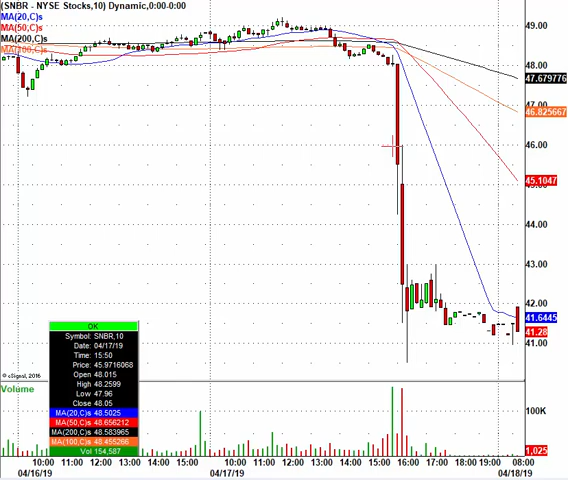 (SNBR - NYSE Stocks,10) Dynamic,0:00-0:00
MA(20,C)s
MA(50,C)s
MA(200,C)s
MA(100,C)s
49.00
48.00
47.679776
47.00
46.825667
46.00
45.1047
44.00
43.00
42.00
41.6445
41.28
OK
Symbol: SNBR,10
Date: 04/17/19
Time: 15:50
Price: 45.9716068
Open 48.015
High 48.2599
Low 47.96
Close 48.05
MA(20,C)s 48.5025
MA(50,C)s 48.656212
MA(200,C)s 48.583965
MA(100,C)s 48.455266
Vol 154,587
© eSignal, 2016
Volume
100K
1,025
10:00 11:00 12:00 13:00 14:00 15:00 10:00 11:00 12:00 13:00 14:00 15:00 16:00 17:00 18:00 19:00 08:00
04/16/19 04/17/19 04/18/19